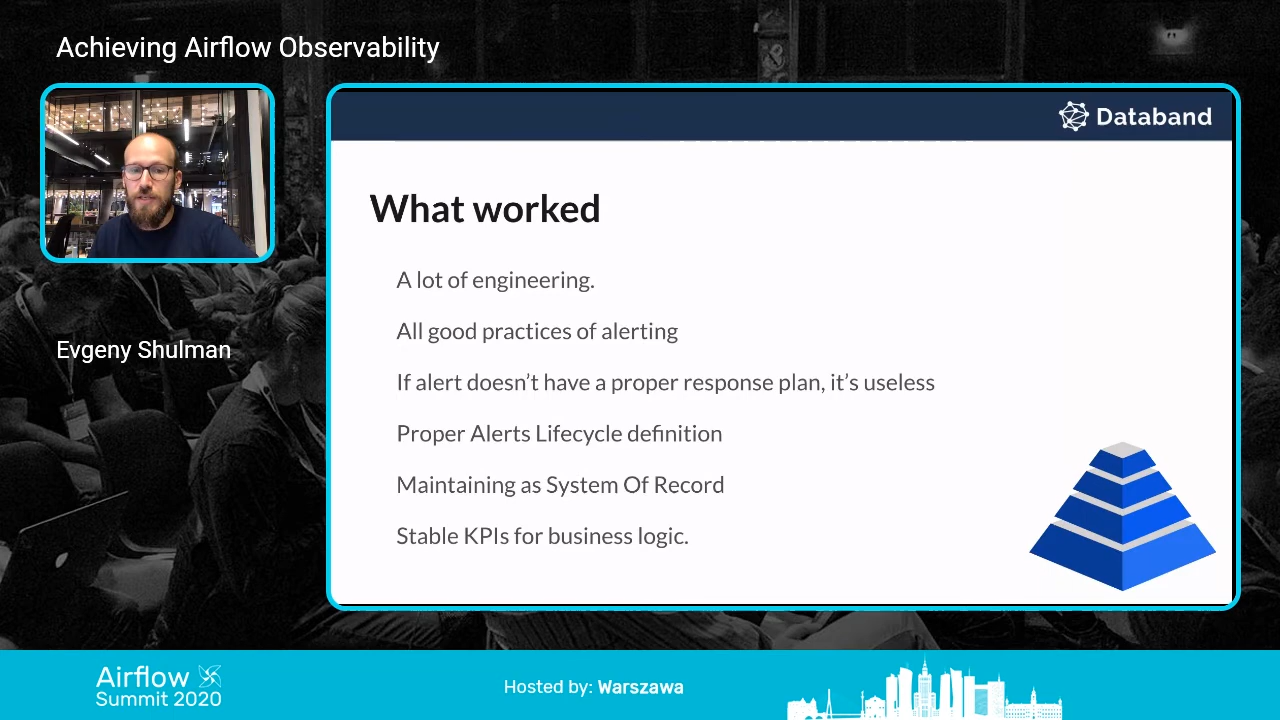 Achieving Airflow Observability
Databand
What worked
A lot of engineering.
All good practices of alerting
If alert doesn’t have a proper response plan, it’s useless
Proper Alerts Lifecycle definition
Maintaining as System Of Record
Stable KPIs for business logic.
Evgeny Shulman
Airflow
Summit 2020
Hosted by: Warszawa